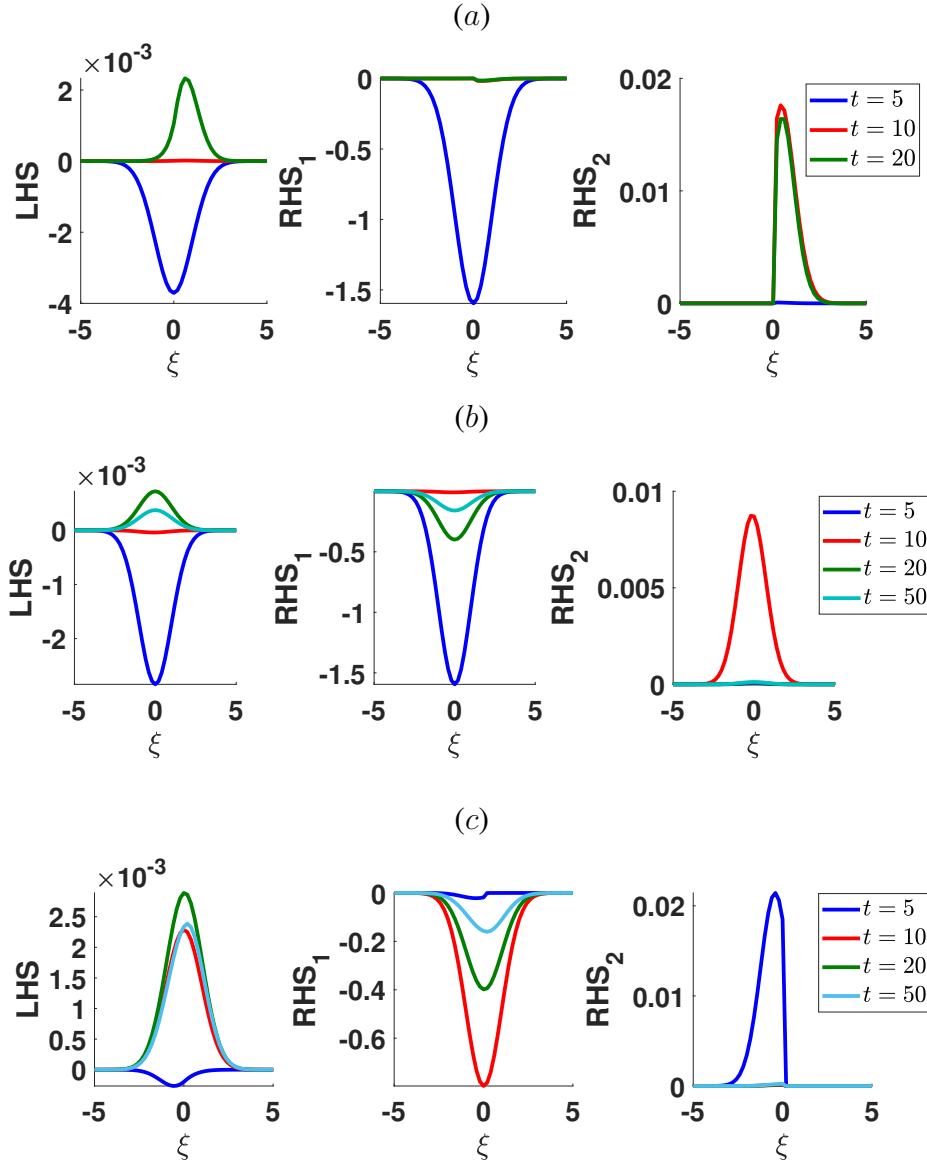 (a)
×10⁻³
2
0
-2
-4
LHS
-5 0 5
ξ
0
-0.5
-1
-1.5
RHS₁
-5 0 5
ξ
0.02
0.01
0
RHS₂
-5 0 5
ξ
t = 5
t = 10
t = 20
(b)
×10⁻³
0
-1
-2
LHS
-5 0 5
ξ
-0.5
-1
-1.5
RHS₁
-5 0 5
ξ
0.01
0.005
0
RHS₂
-5 0 5
ξ
t = 5
t = 10
t = 20
t = 50
(c)
×10⁻³
2.5
2
1.5
1
0.5
0
LHS
-5 0 5
ξ
0
-0.2
-0.4
-0.6
RHS₁
-5 0 5
ξ
0.02
0.01
0
RHS₂
-5 0 5
ξ
t = 5
t = 10
t = 20
t = 50